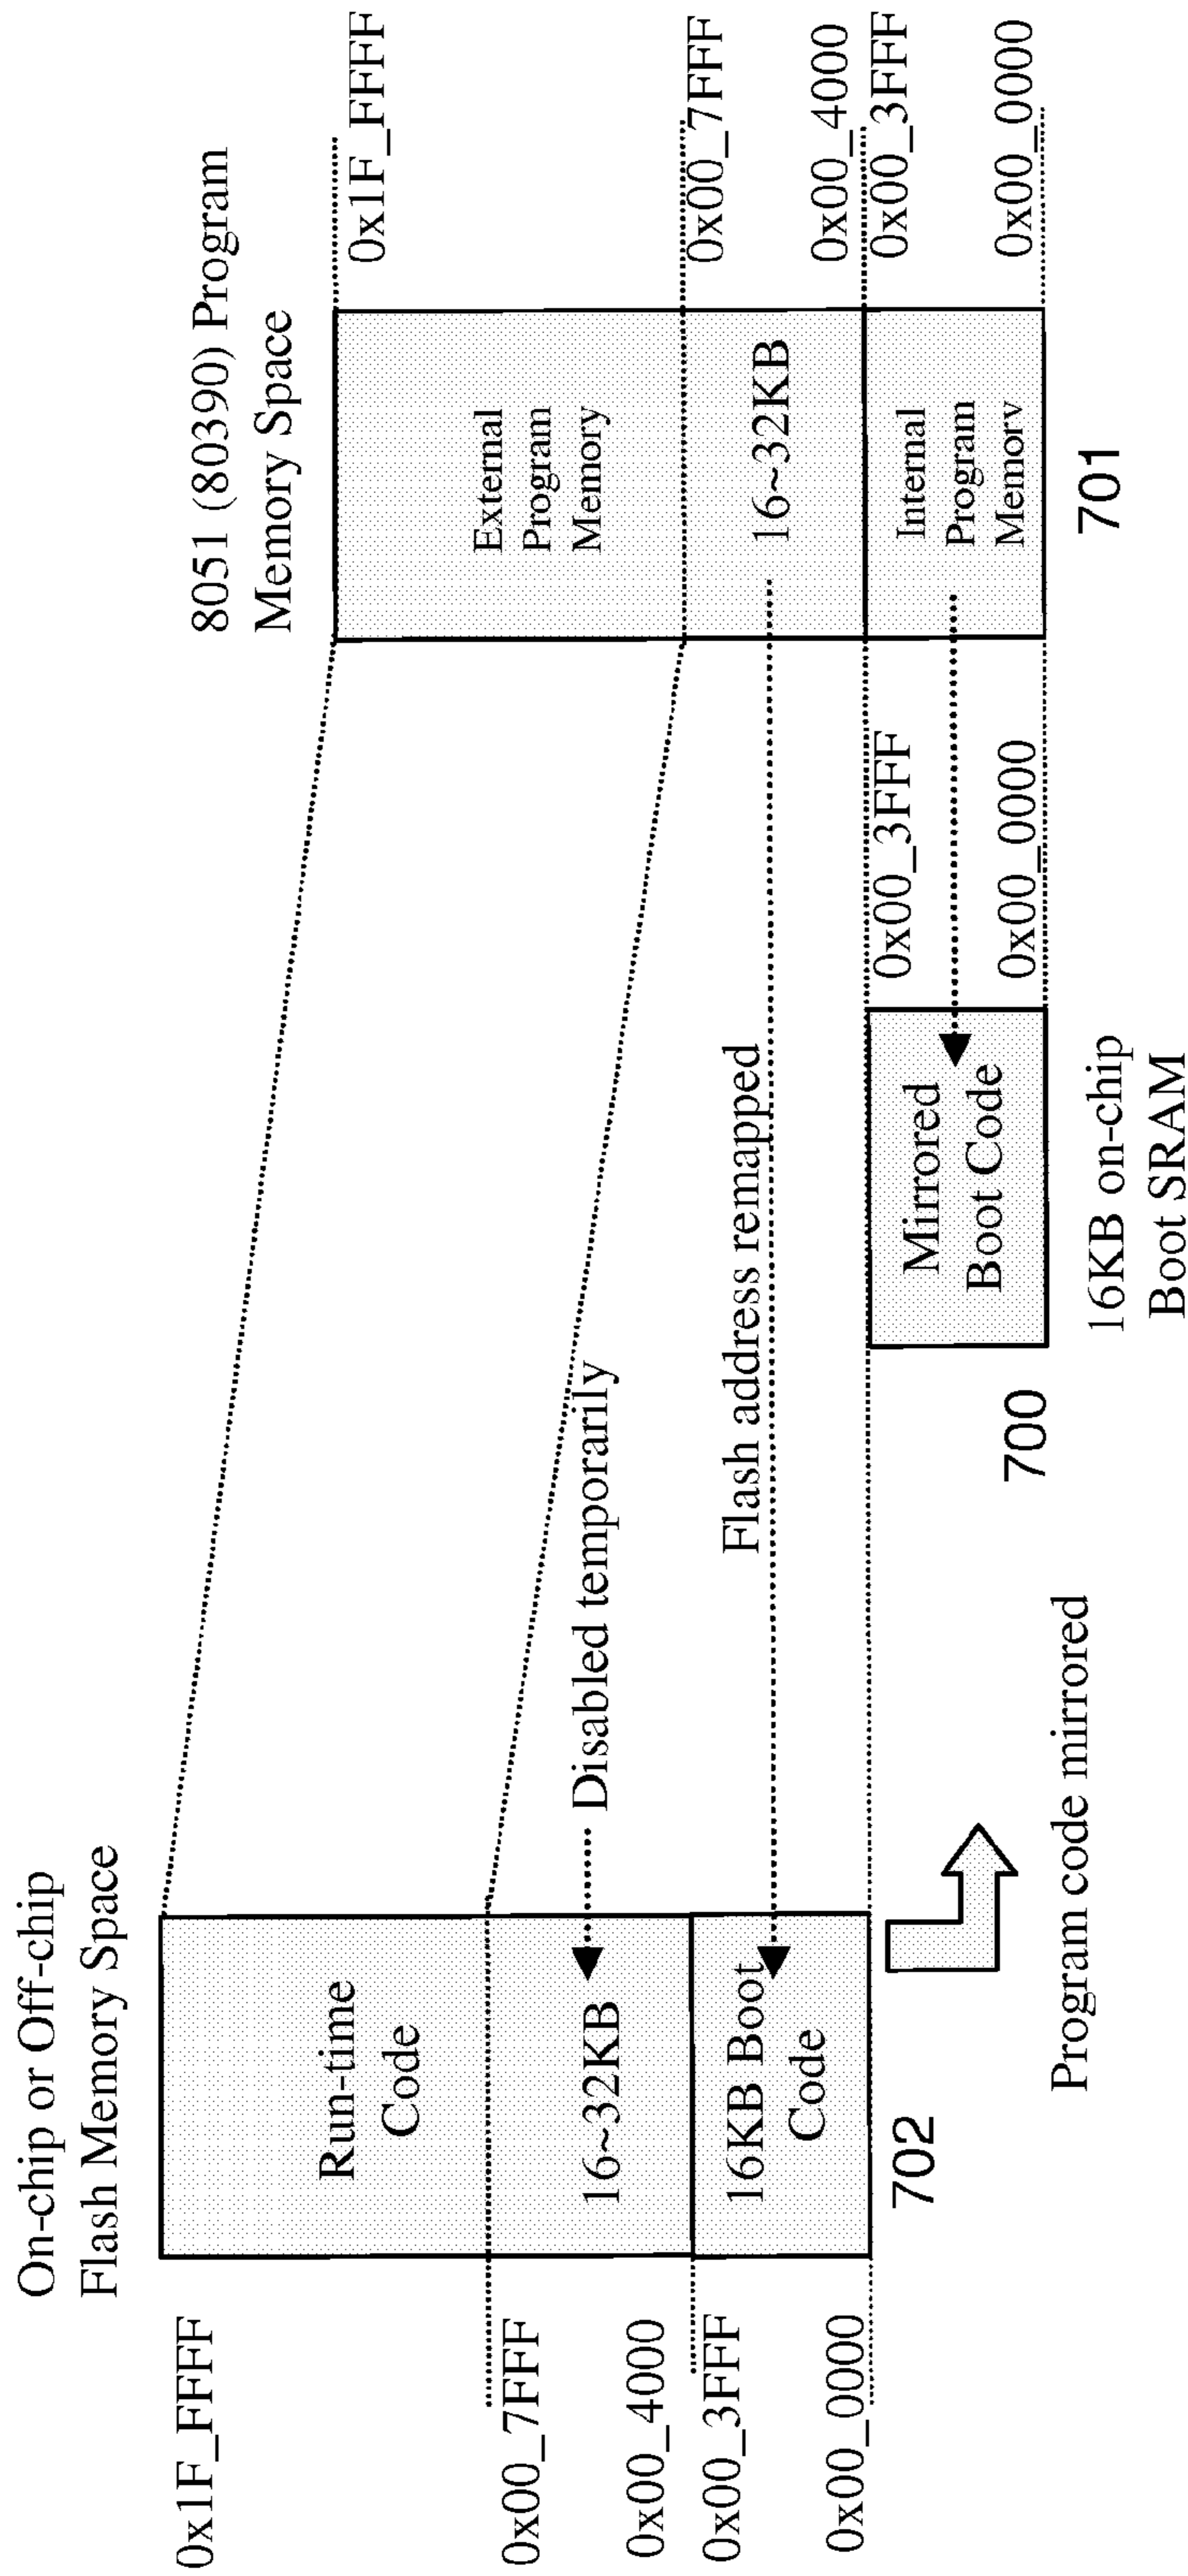 On-chip or Off-chip
Flash Memory Space
0x1F_FFFF
0x00_7FFF
0x00_4000
0x00_3FFF
0x00_0000
Run-time
Code
16~32KB
16KB Boot
Code
702
Disabled temporarily
Flash address remapped
Program code mirrored
700
Mirrored
Boot Code
16KB on-chip
Boot SRAM
0x00_3FFF
0x00_0000
8051 (80390) Program
Memory Space
External
Program
Memory
16~32KB
Internal
Program
Memory
701
0x1F_FFFF
0x00_7FFF
0x00_4000
0x00_3FFF
0x00_0000